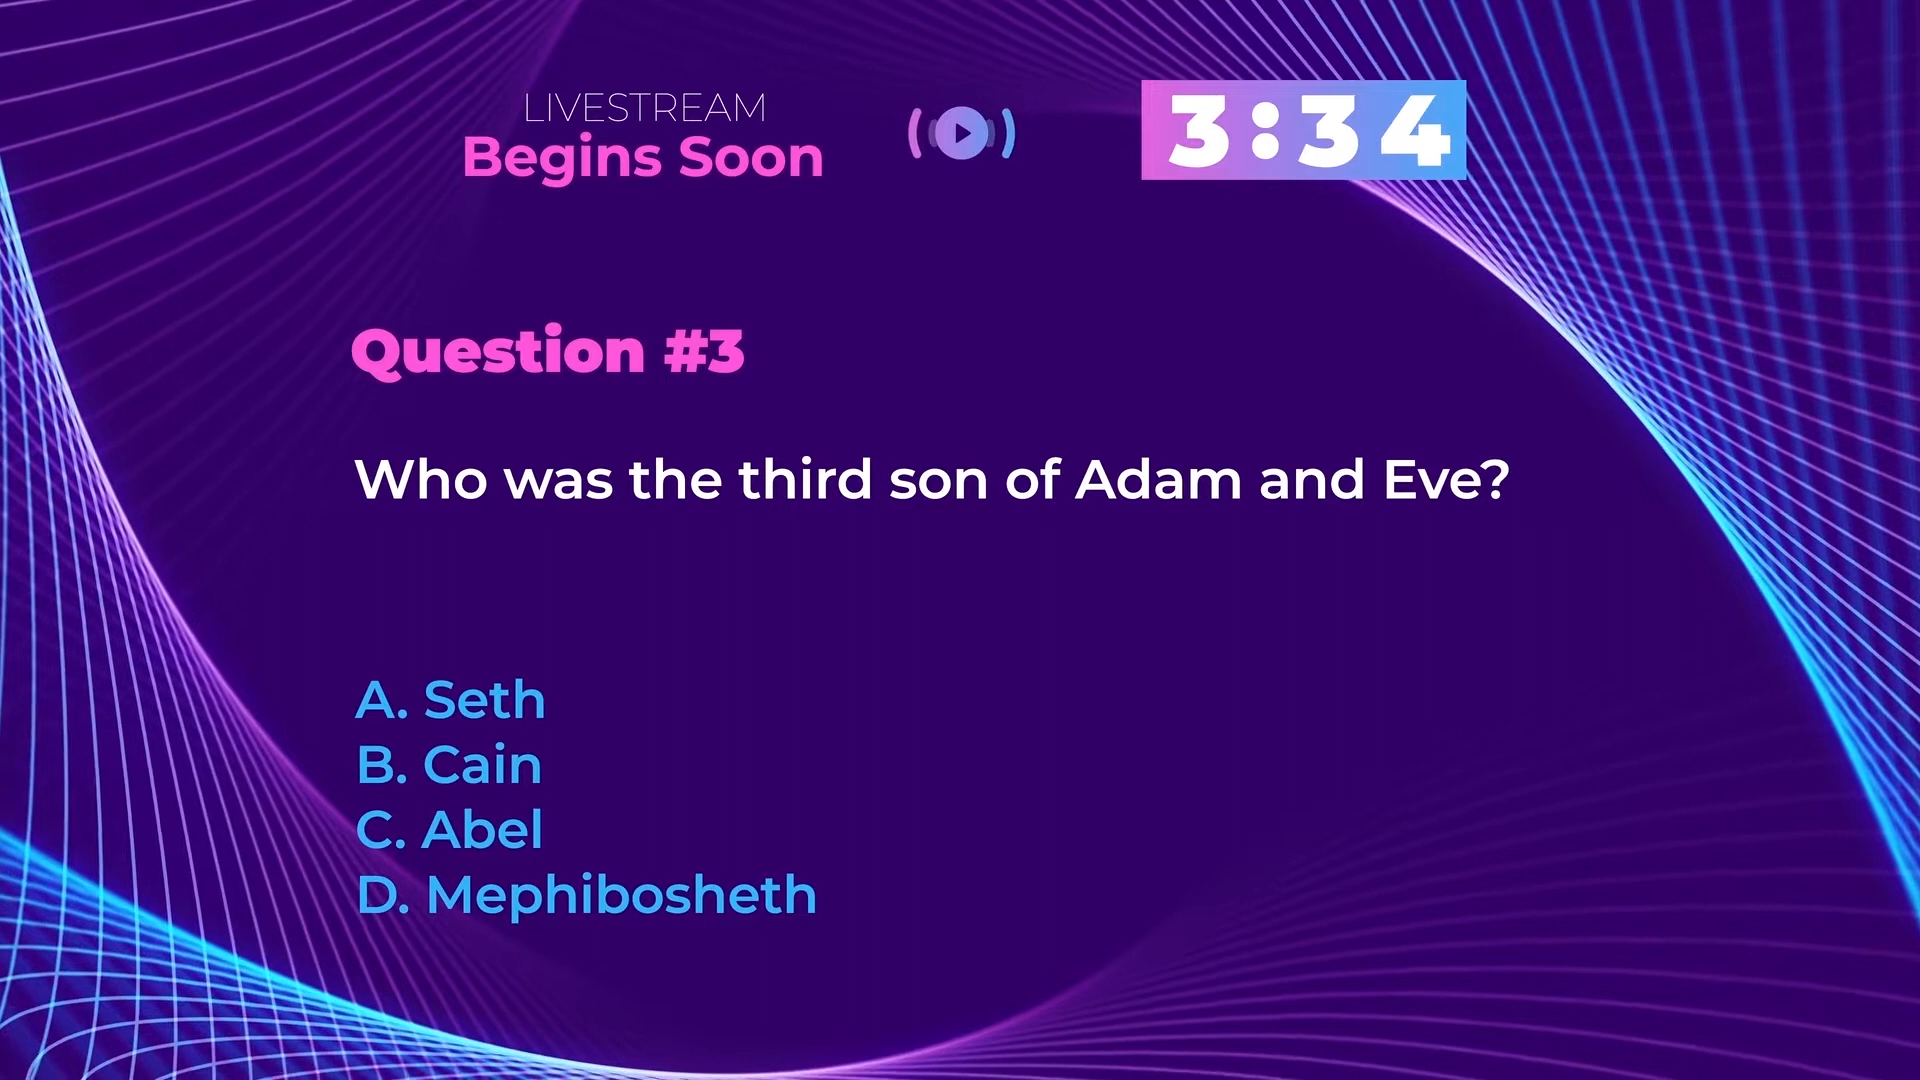 LIVESTREAM
Begins Soon
3:34
Question #3
Who was the third son of Adam and Eve?
A. Seth
B. Cain
C. Abel
D. Mephibosheth